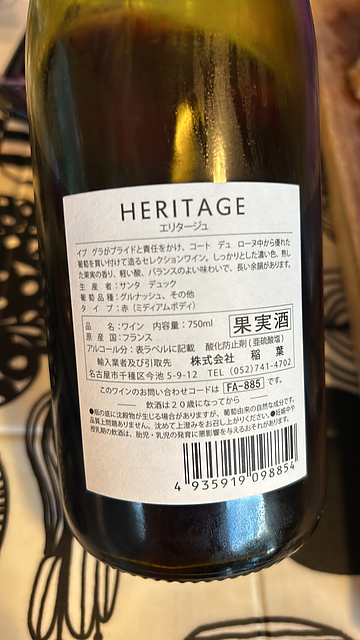 HERITAGE
エリタージュ
イブ グラがプライドと責任をかけ、コート デュ ローヌ中から優れた
葡萄を買い付けて造るセレクションワイン。しっかりとした濃い色、熟し
た果実の香り、軽い酸、バランスのよい味わいで、長い余韻があります。
生 産 者：サンタ デュック
葡 萄 品 種：グルナッシュ、その他
タ イ プ：赤（ミディアムボディ）
品 名：ワイン 内容量：750ml 果実酒
原 産 国：フランス
アルコール分：表ラベルに記載 酸化防止剤（亜硫酸塩）
輸入業者及び引取先 株式会社 稲 葉
名古屋市千種区今池 5-9-12 TEL (052)741-4702
このワインのお問い合わせコードは FA-885 です。
飲酒は２０歳になってから
●瓶の底に沈殿物が生じる場合がありますが、葡萄由来の自然な成分です。
品質上問題ありません。沈めて上澄みをお召し上がりください。●妊娠中や
授乳期の飲酒は、胎児・乳児の発育に悪影響を与えるおそれがあります。
4 935919 098854